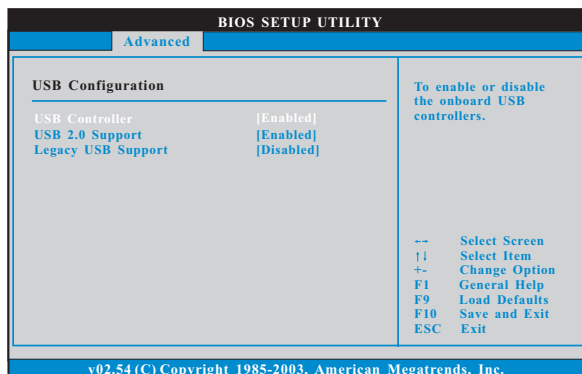 BIOS SETUP UTILITY
Advanced
USB Configuration
USB Controller [Enabled]
USB 2.0 Support [Enabled]
Legacy USB Support [Disabled]
To enable or disable
the onboard USB
controllers.
←→ Select Screen
↑↓ Select Item
+- Change Option
F1 General Help
F9 Load Defaults
F10 Save and Exit
ESC Exit
v02.54 (C) Copyright 1985-2003, American Megatrends, Inc.